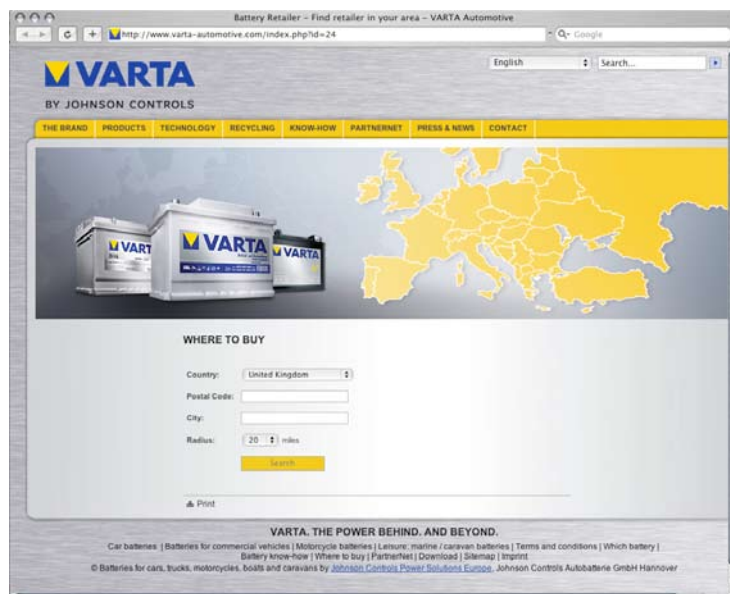 Battery Retailer – Find retailer in your area – VARTA Automotive
http://www.varta-automotive.com/index.php?id=24
Google
English
Search...
VARTA
BY JOHNSON CONTROLS
THE BRAND PRODUCTS TECHNOLOGY RECYCLING KNOW-HOW PARTNERNET PRESS & NEWS CONTACT
VARTA VARTA VARTA
WHERE TO BUY
Country: United Kingdom
Postal Code:
City:
Radius: 20 miles
Search
Print
VARTA. THE POWER BEHIND. AND BEYOND.
Car batteries | Batteries for commercial vehicles | Motorcycle batteries | Leisure: marine / caravan batteries | Terms and conditions | Which battery |
Battery know-how | Where to buy | PartnerNet | Download | Sitemap | Imprint
© Batteries for cars, trucks, motorcycles, boats and caravans by Johnson Controls Power Solutions Europe, Johnson Controls Autobatterie GmbH Hannover